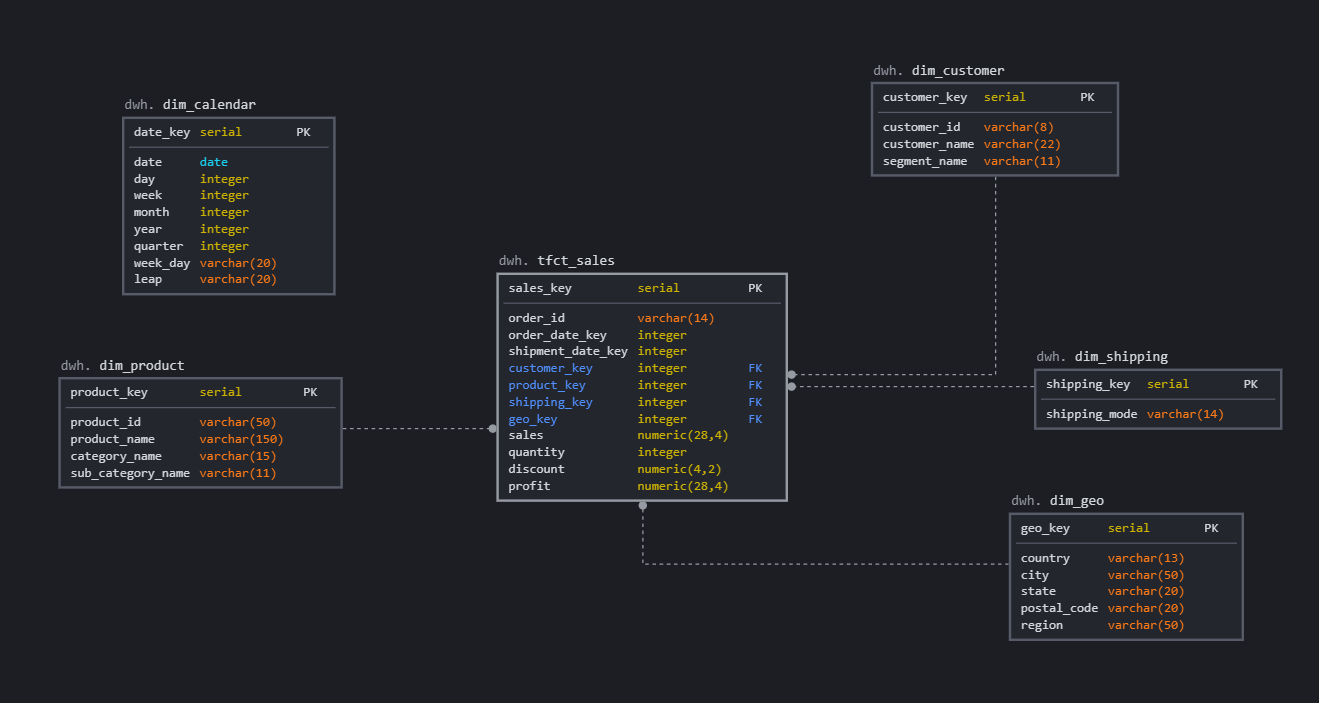 dwh. dim_calendar
date_key serial PK
date date
day integer
week integer
month integer
year integer
quarter integer
week_day varchar(20)
leap varchar(20)
dwh. dim_customer
customer_key serial PK
customer_id varchar(8)
customer_name varchar(22)
segment_name varchar(11)
dwh. tfct_sales
sales_key serial PK
order_id varchar(14)
order_date_key integer
shipment_date_key integer
customer_key integer FK
product_key integer FK
shipping_key integer FK
geo_key integer FK
sales numeric(28,4)
quantity integer
discount numeric(4,2)
profit numeric(28,4)
dwh. dim_product
product_key serial PK
product_id varchar(50)
product_name varchar(150)
category_name varchar(15)
sub_category_name varchar(11)
dwh. dim_shipping
shipping_key serial PK
shipping_mode varchar(14)
dwh. dim_geo
geo_key serial PK
country varchar(13)
city varchar(50)
state varchar(20)
postal_code varchar(20)
region varchar(50)